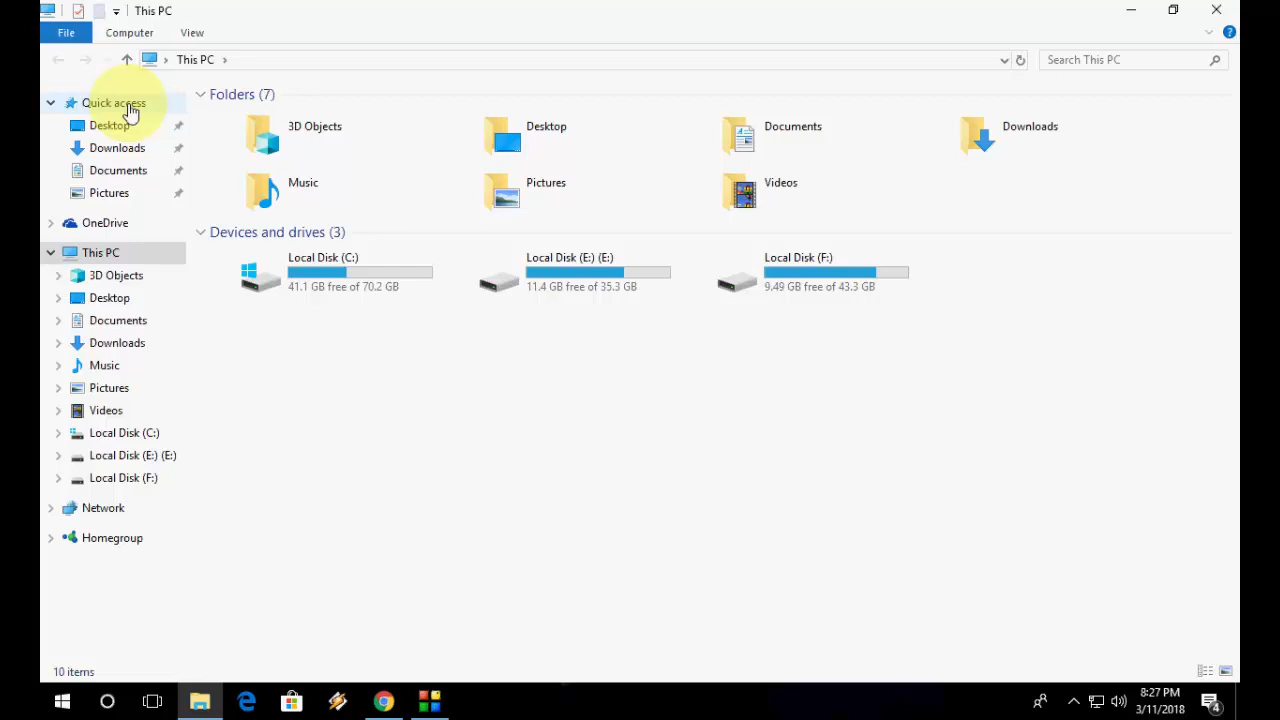 This PC
File
Computer
View
This PC
Search This PC
Quick access
Desktop
Downloads
Documents
Pictures
OneDrive
This PC
3D Objects
Desktop
Documents
Downloads
Music
Pictures
Videos
Local Disk (C:)
Local Disk (E:) (E:)
Local Disk (F:)
Network
Homegroup
Folders (7)
3D Objects
Desktop
Documents
Downloads
Music
Pictures
Videos
Devices and drives (3)
Local Disk (C:)
41.1 GB free of 70.2 GB
Local Disk (E:) (E:)
11.4 GB free of 35.3 GB
Local Disk (F:)
9.49 GB free of 43.3 GB
10 items
8:27 PM
3/11/2018
4